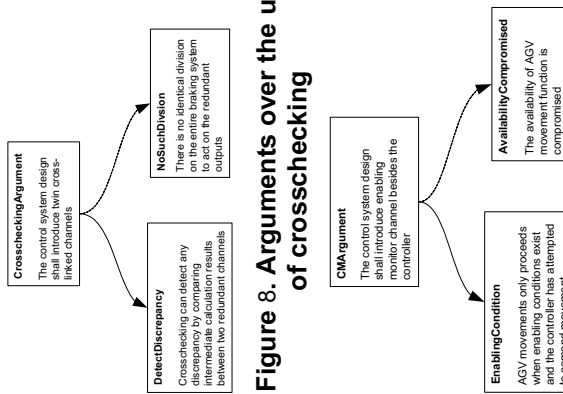 CrosscheckingArgument
The control system design
shall introduce twin cross-
linked channels
DetectDiscrepancy
Crosschecking can detect any
discrepancy by comparing
intermediate calculation results
between two redundant channels
NoSuchDivsion
There is no identical division
on the entire braking system
to act on the redundant
outputs
Figure 8. Arguments over the u
of crosschecking
CMArgument
The control system design
shall introduce enabling
monitor channel besides the
controller
EnablingCondition
AGV movements only proceeds
when enabling conditions exist
and the controller has attempted
AvailabilityCompromised
The availability of AGV
movement function is
compromised